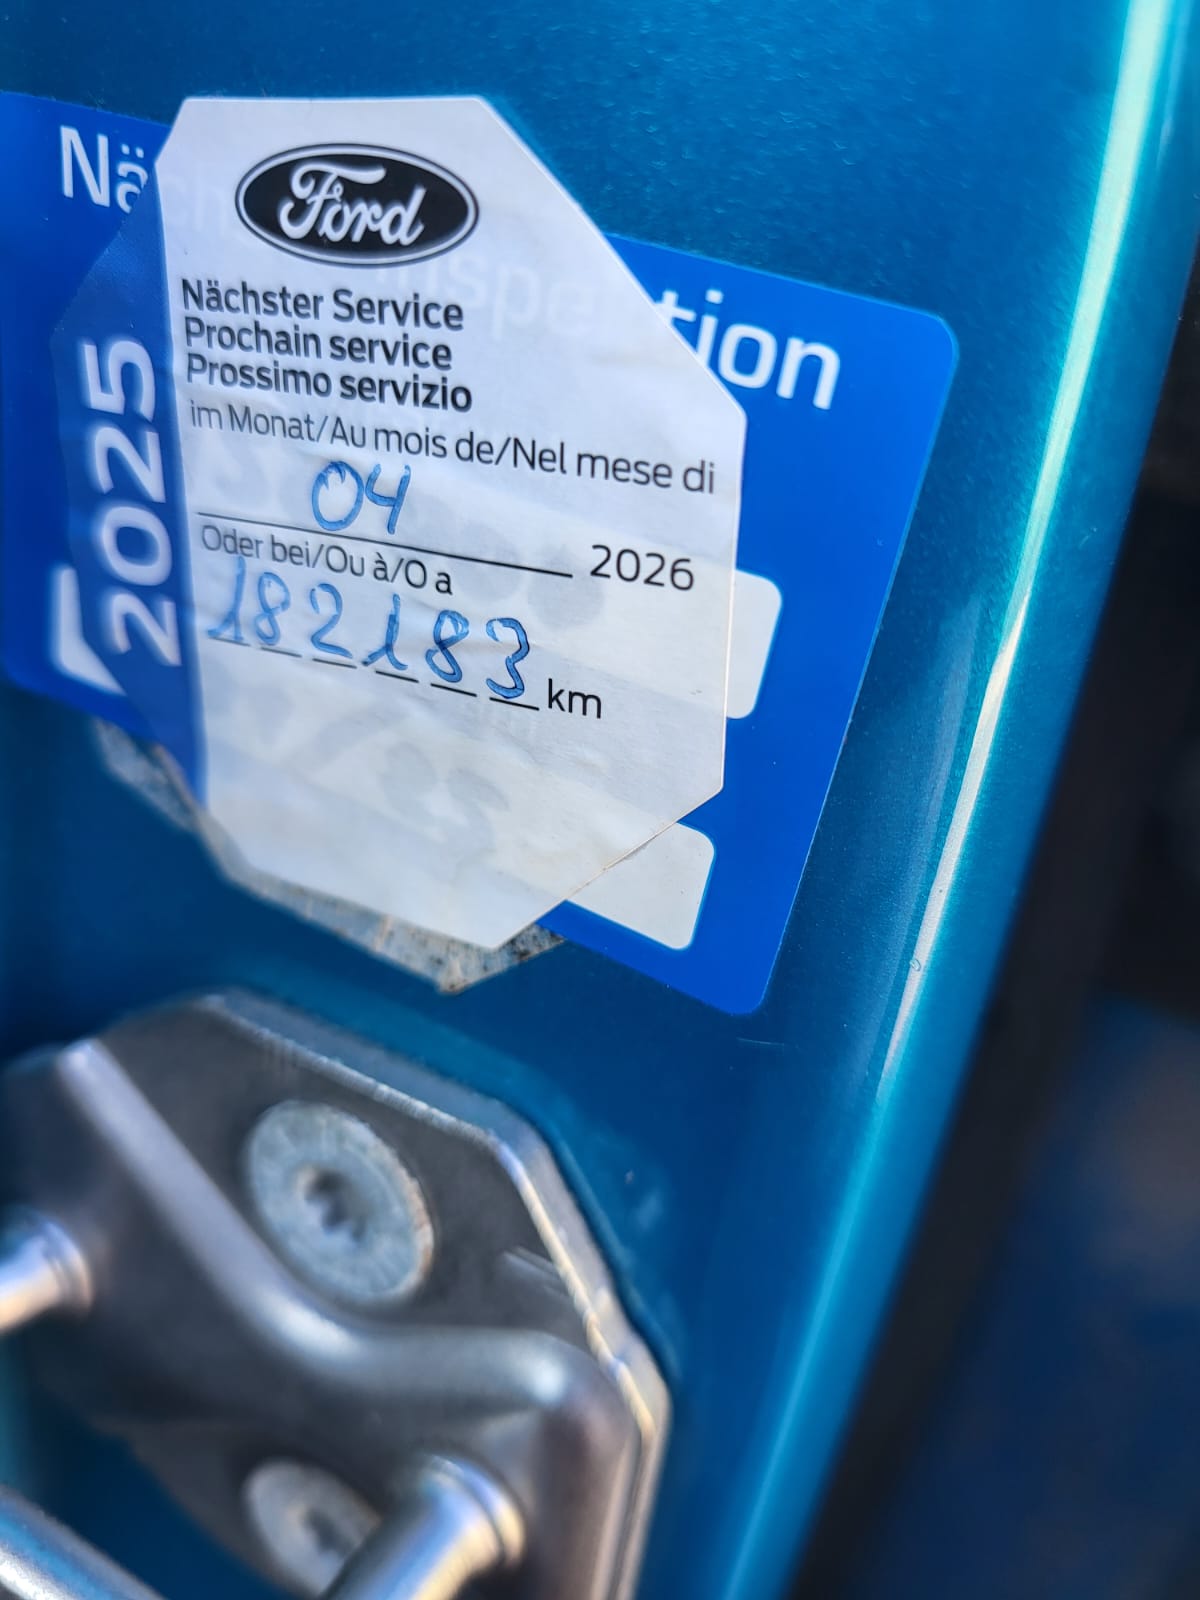 Nä
tion
Ford
Nächster Service
Prochain service
Prossimo servizio
im Monat/Au mois de/Nel mese di
04 2026
Oder bei/Ou à/O a
182183 km
2025